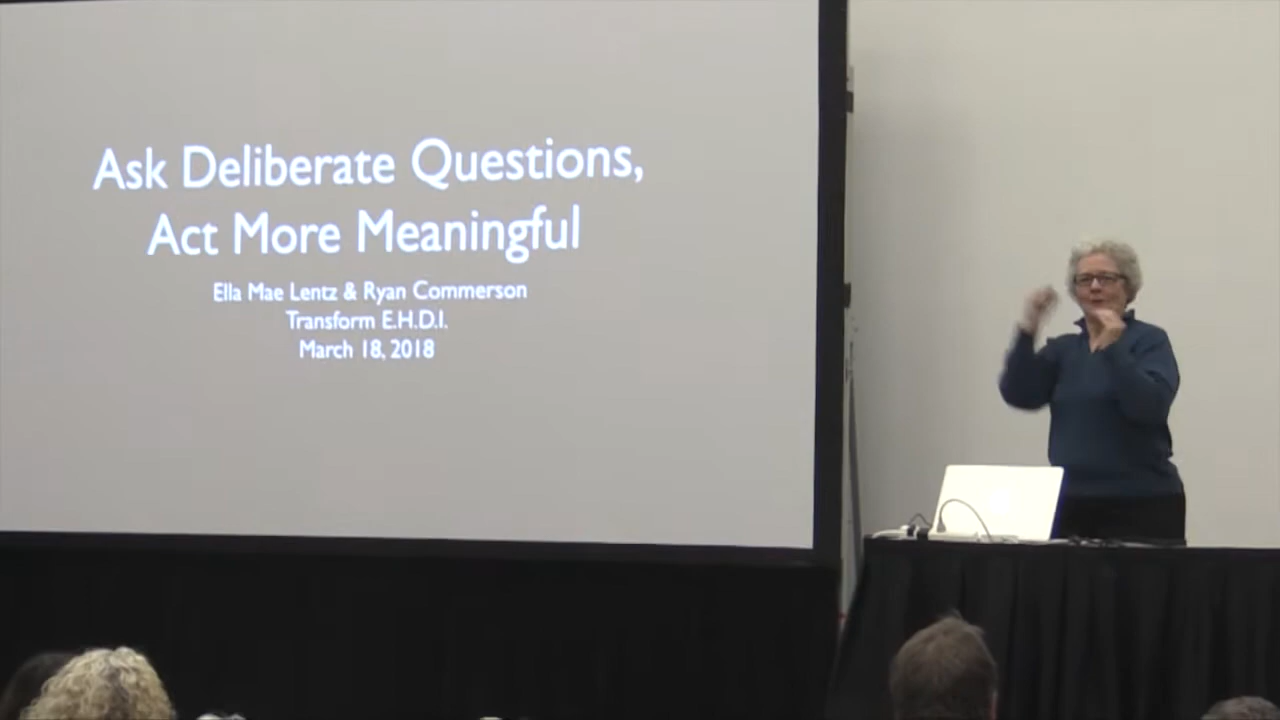 Ask Deliberate Questions,
Act More Meaningful
Ella Mae Lentz & Ryan Commerson
Transform E.H.D.I.
March 18, 2018